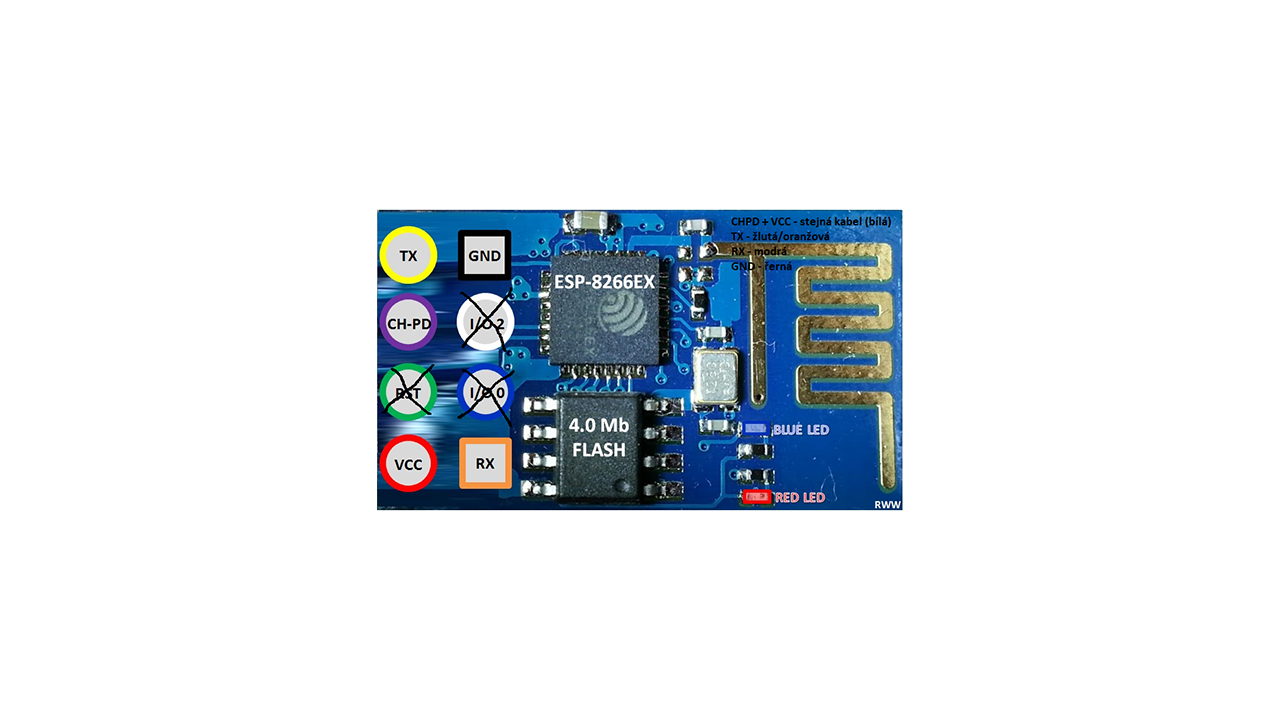 CHPD + VCC - stejná kabel (bílá)
TX - žlutá/oranžová
RX - modrá
GND - řerná
TX
GND
ESP-8266EX
CH-PD
I/O 2
RST
I/O 0
4.0 Mb
FLASH
BLUE LED
VCC
RX
RED LED
RWW